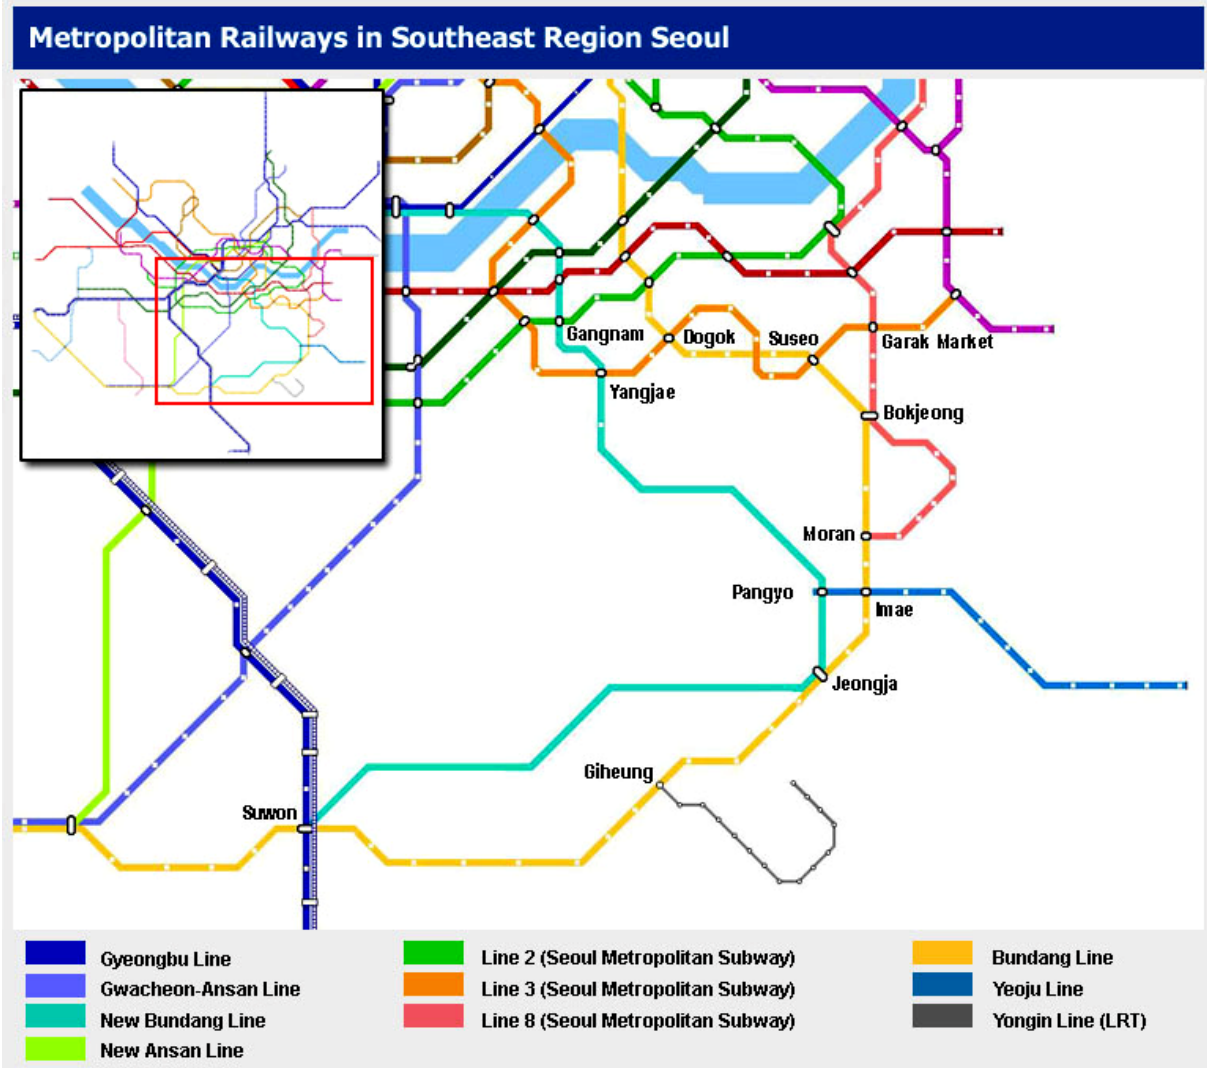 Metropolitan Railways in Southeast Region Seoul
Gangnam
Dogok
Suseo
Garak Market
Yangjae
Bokjeong
Moran
Pangyo
Imae
Jeongja
Giheung
Suwon
Gyeongbu Line
Gwacheon-Ansan Line
New Bundang Line
New Ansan Line
Line 2 (Seoul Metropolitan Subway)
Line 3 (Seoul Metropolitan Subway)
Line 8 (Seoul Metropolitan Subway)
Bundang Line
Yeoju Line
Yongin Line (LRT)